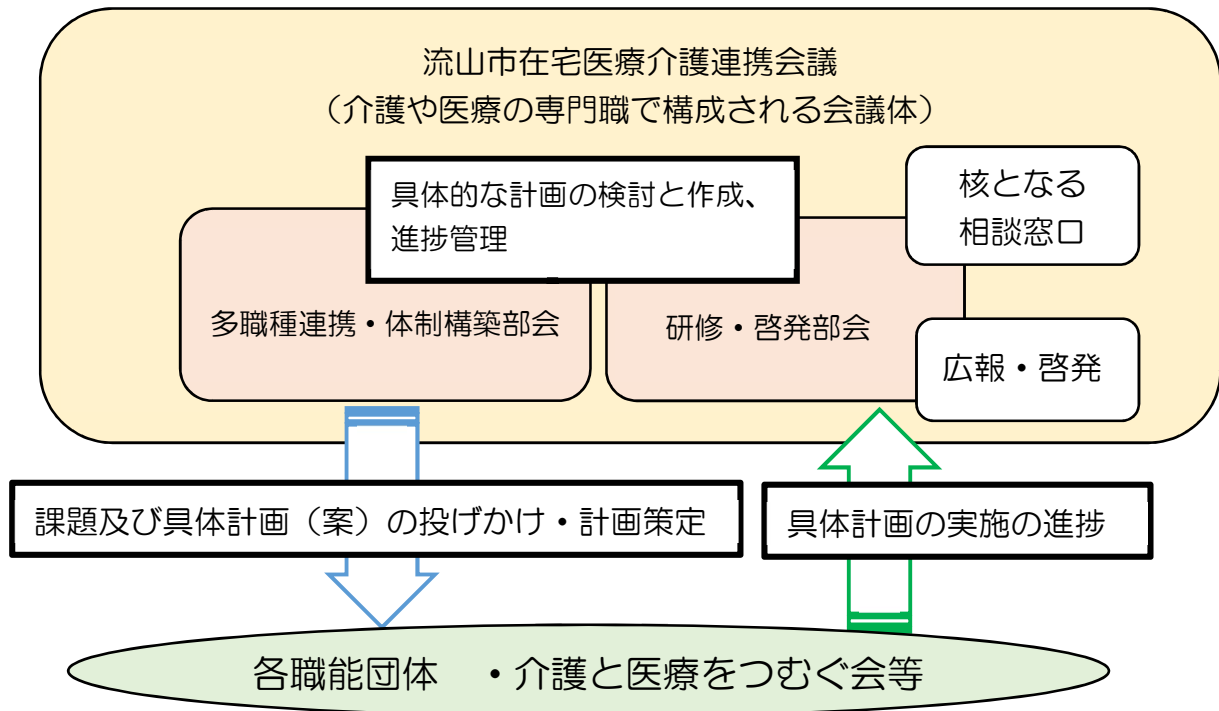 流山市在宅医療介護連携会議
（介護や医療の専門職で構成される会議体）
具体的な計画の検討と作成、
進捗管理
核となる
相談窓口
多職種連携・体制構築部会
研修・啓発部会
広報・啓発
課題及び具体計画（案）の投げかけ・計画策定
具体計画の実施の進捗
各職能団体　・介護と医療をつむぐ会等